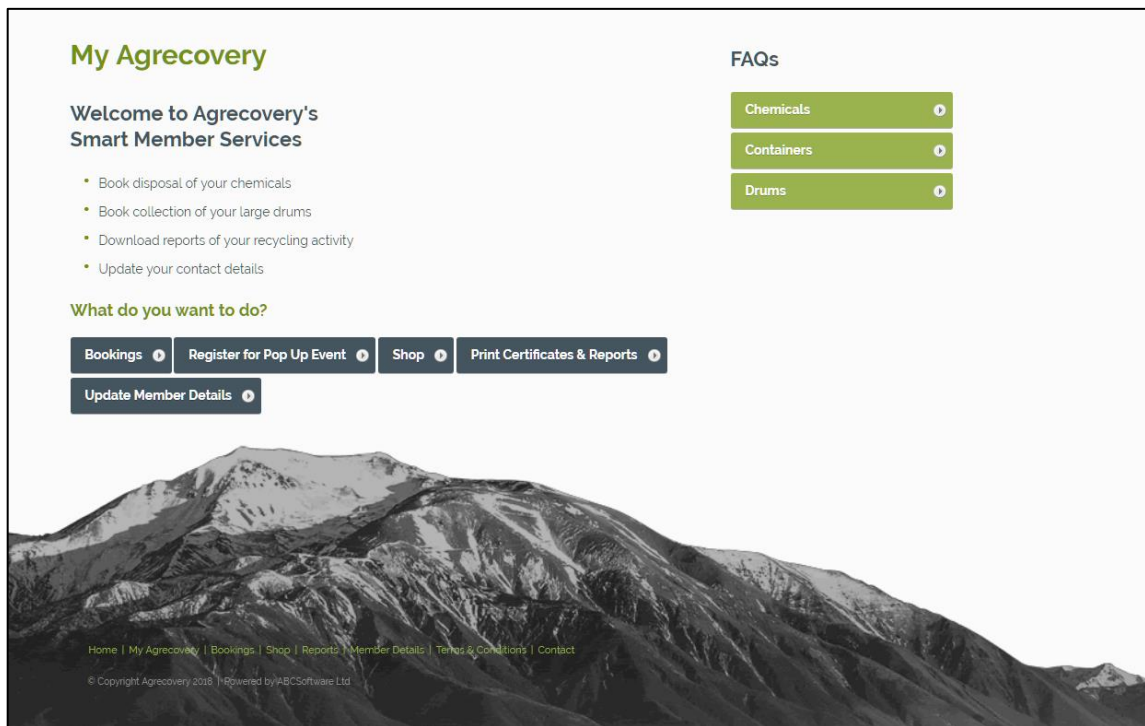 My Agrecovery
Welcome to Agrecovery's
Smart Member Services
• Book disposal of your chemicals
• Book collection of your large drums
• Download reports of your recycling activity
• Update your contact details
What do you want to do?
Bookings
Register for Pop Up Event
Shop
Print Certificates & Reports
Update Member Details
FAQs
Chemicals
Containers
Drums
Home | My Agrecovery | Bookings | Shop | Reports | Member Details | Terms & Conditions | Contact
© Copyright Agrecovery 2018 | Powered by ABCSoftware Ltd